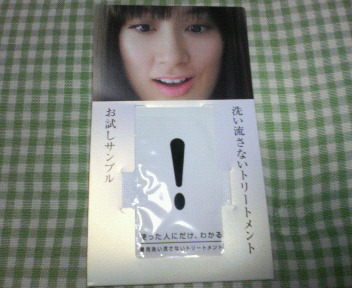 洗い流さないトリートメント
お試しサンプル
!
使った人にだけ、わかる
洗い流さないトリートメント